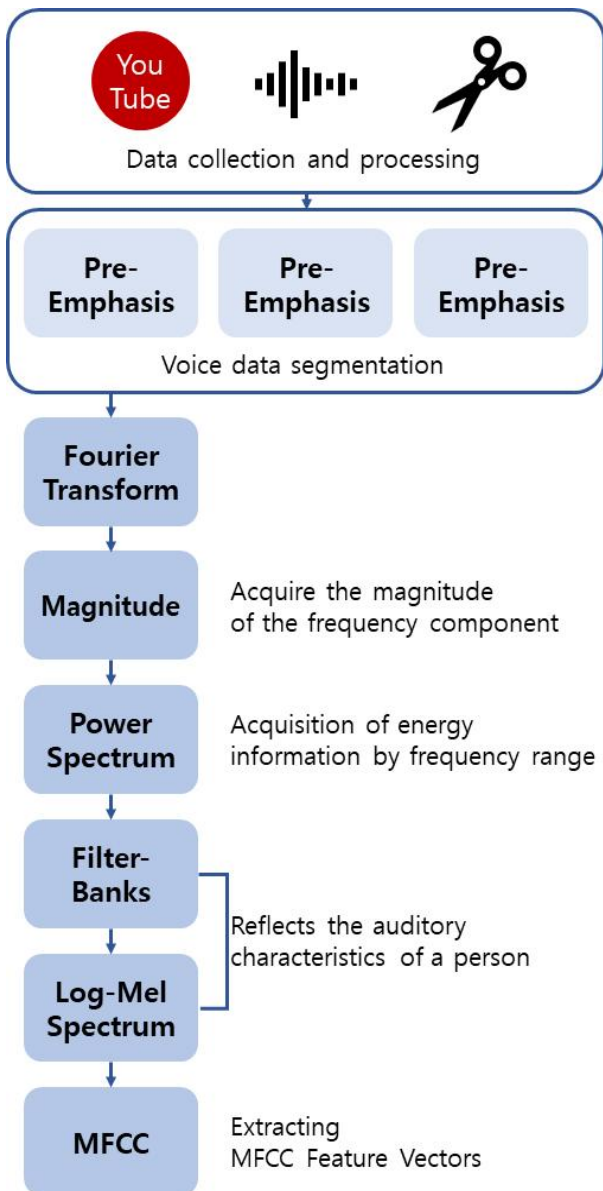 You
Tube
Data collection and processing
Pre-
Emphasis
Pre-
Emphasis
Pre-
Emphasis
Voice data segmentation
Fourier
Transform
Magnitude
Acquire the magnitude
of the frequency component
Power
Spectrum
Acquisition of energy
information by frequency range
Filter-
Banks
Reflects the auditory
characteristics of a person
Log-Mel
Spectrum
MFCC
Extracting
MFCC Feature Vectors